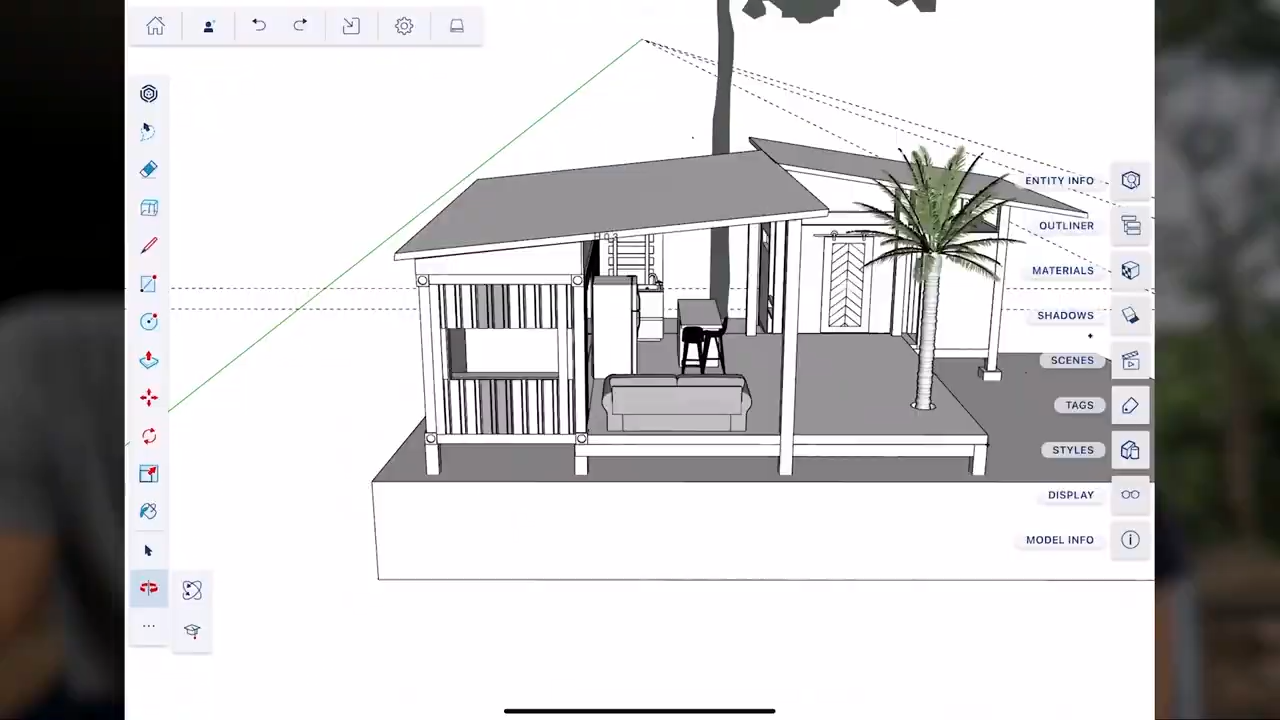 ENTITY INFO
OUTLINER
MATERIALS
SHADOWS
SCENES
TAGS
STYLES
DISPLAY
MODEL INFO